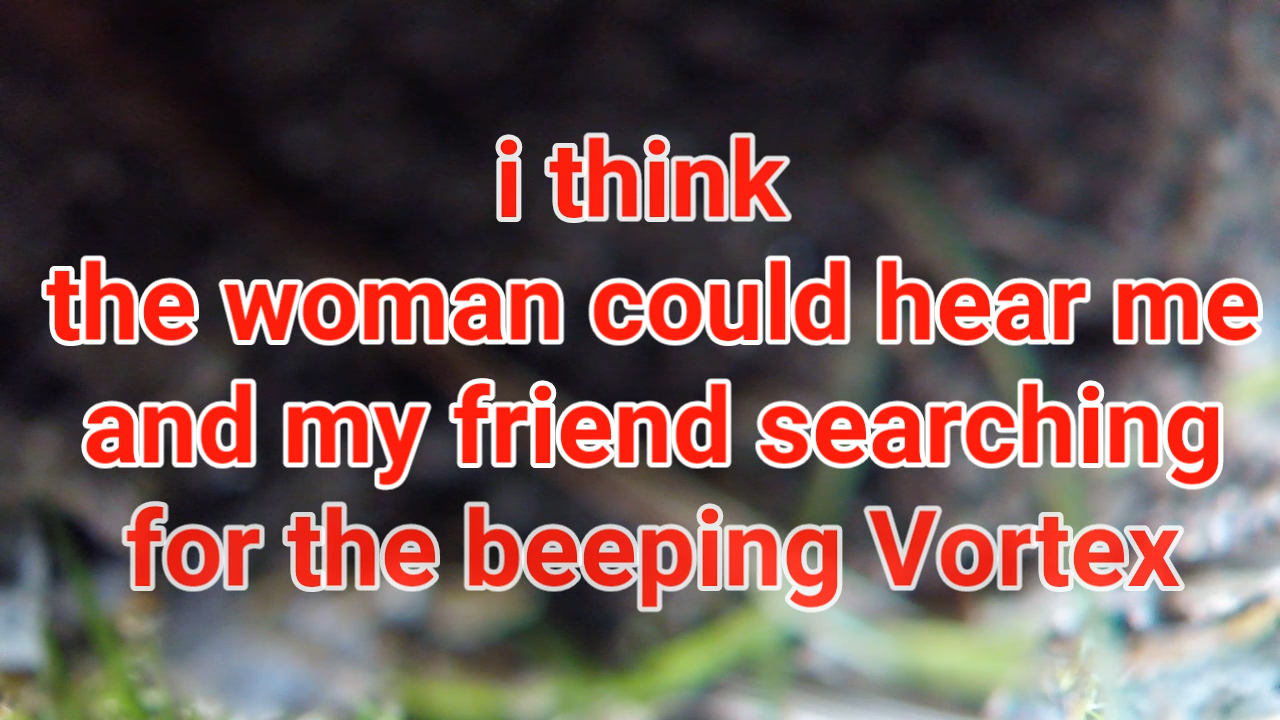 i think
the woman could hear me
and my friend searching
for the beeping Vortex